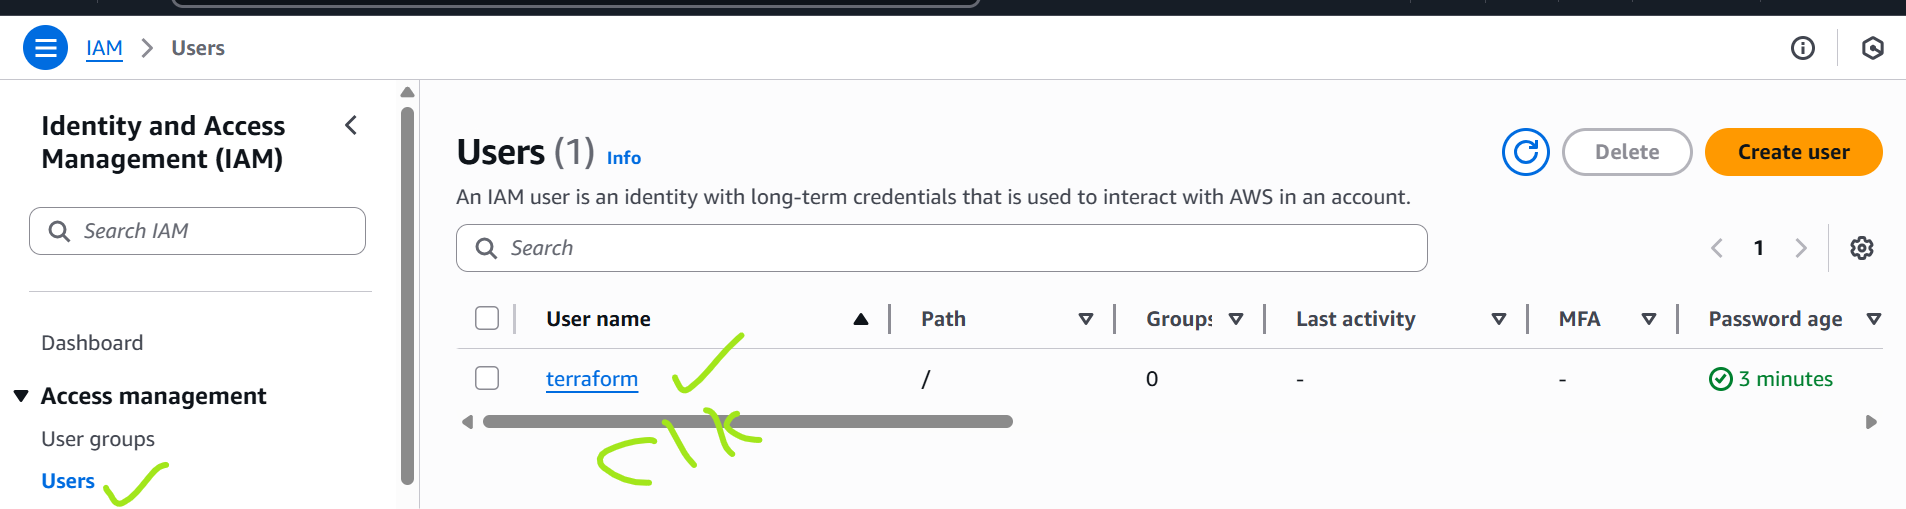 IAM > Users
Identity and Access
Management (IAM)
Search IAM
Dashboard
Access management
User groups
Users
Users (1) Info
Delete
Create user
An IAM user is an identity with long-term credentials that is used to interact with AWS in an account.
Search
1
User name Path Groups Last activity MFA Password age
terraform / 0 - - 3 minutes
clk